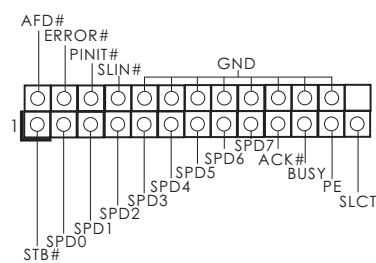 AFD#
ERROR#
PINIT#
SLIN#
GND
1
SPD7
SPD6
ACK#
SPD5
BUSY
SPD4
PE
SPD3
SLCT
SPD2
SPD1
SPD0
STB#